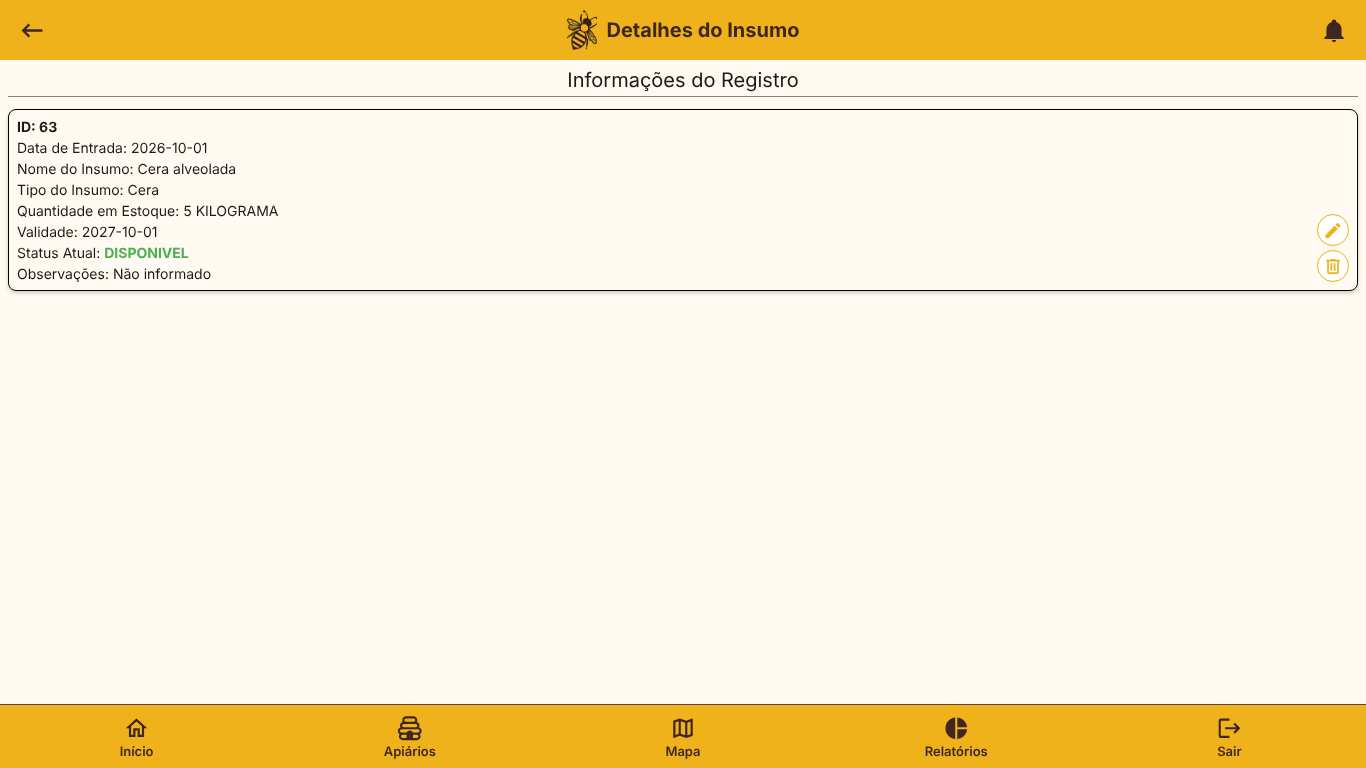 Detalhes do Insumo
Informações do Registro
ID: 63
Data de Entrada: 2026-10-01
Nome do Insumo: Cera alveolada
Tipo do Insumo: Cera
Quantidade em Estoque: 5 KILOGRAMA
Validade: 2027-10-01
Status Atual: DISPONIVEL
Observações: Não informado
Início
Apiários
Mapa
Relatórios
Sair